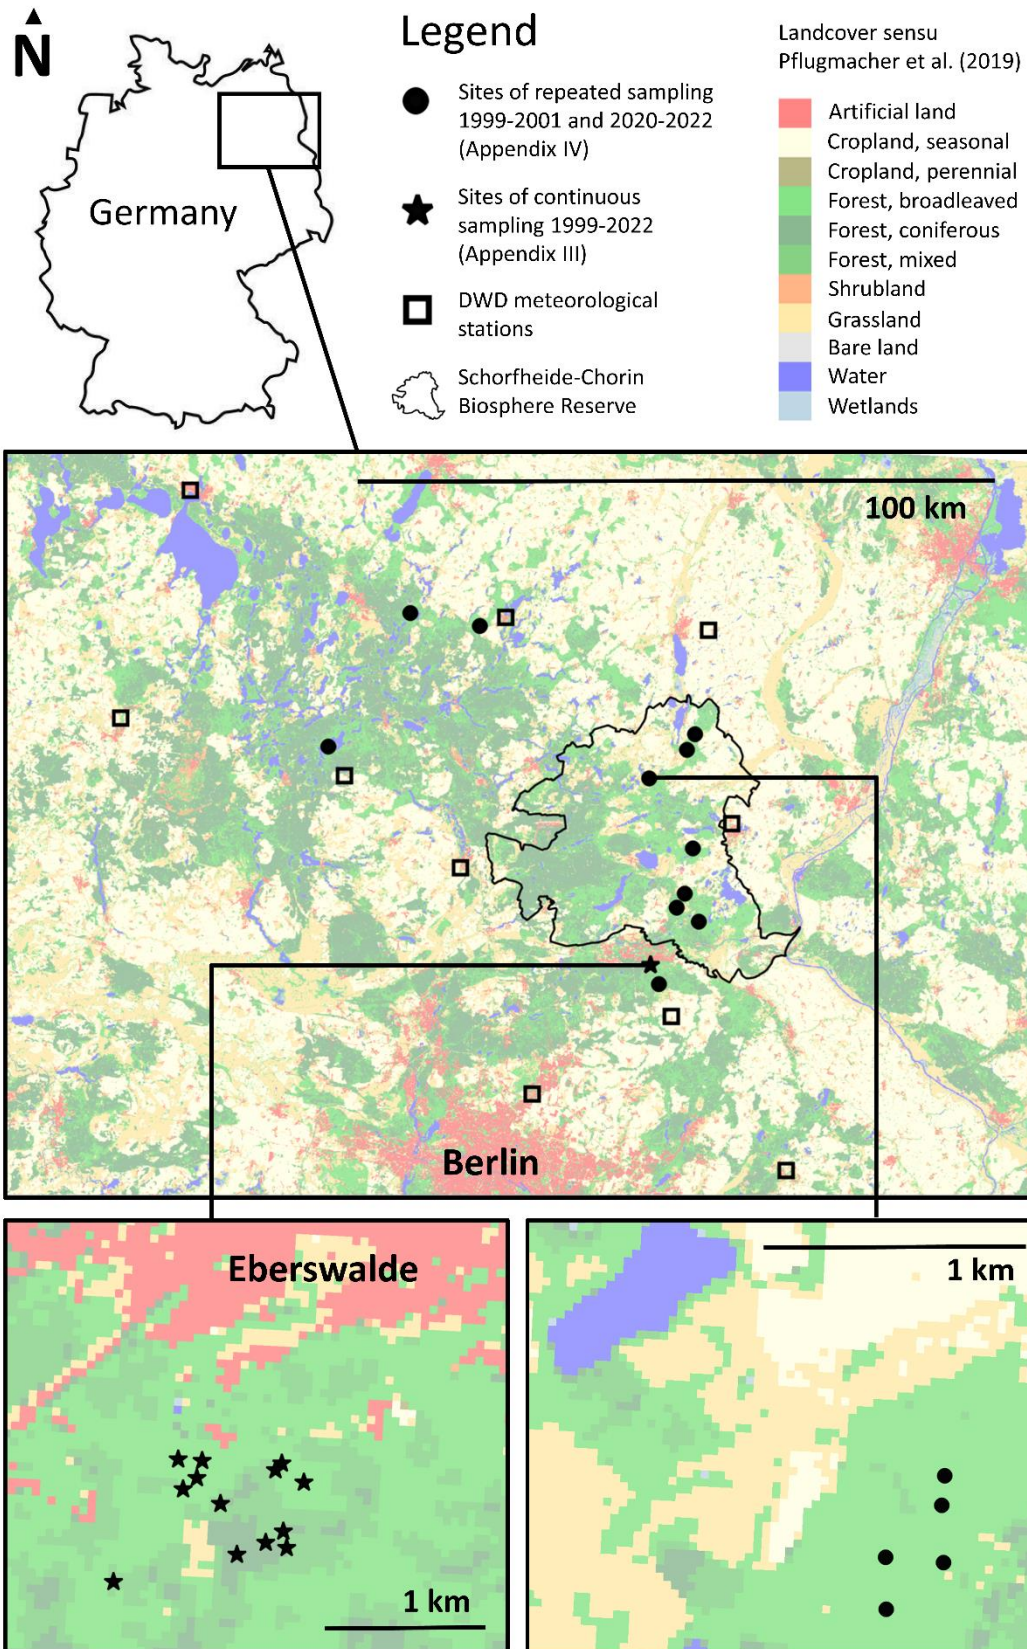 N
Germany
Legend
Sites of repeated sampling
1999-2001 and 2020-2022
(Appendix IV)
Sites of continuous
sampling 1999-2022
(Appendix III)
DWD meteorological
stations
Schorfheide-Chorin
Biosphere Reserve
Landcover sensu
Pflugmacher et al. (2019)
Artificial land
Cropland, seasonal
Cropland, perennial
Forest, broadleaved
Forest, coniferous
Forest, mixed
Shrubland
Grassland
Bare land
Water
Wetlands
100 km
Berlin
Eberswalde
1 km
1 km